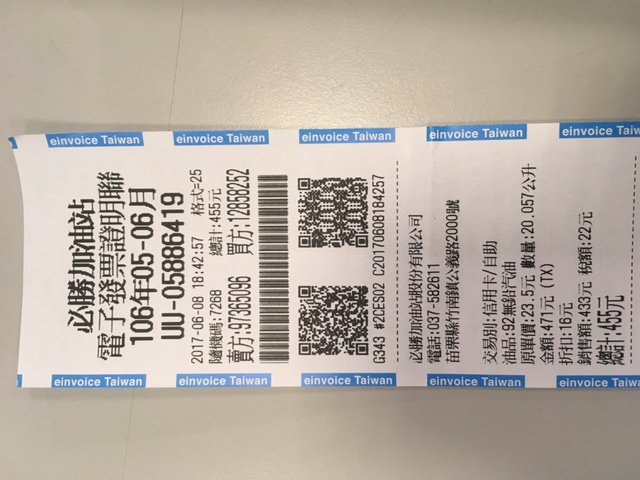 必勝加油站
電子發票證明聯
106年05-06月
UU-05886419
2017-06-08 18:42:57 格式=25
隨機碼:7268 總計:455元
賣方:97365096 買方:12858252
G343 #2CES02 C20170608184257
必勝加油站股份有限公司
電話:037-582611
苗栗縣竹南鎮公義路2000號
交易別:信用卡/自助
油品:92無鉛汽油
原單價:23.5元 數量:20.057公升
金額:471元 (TX)
折扣:16元
銷售額:433元 稅額:22元
總計:455元
einvoice Taiwan
einvoice Taiwan
einvoice Taiwan
einvoice Taiwan
einvoice Taiwan
einvoice Taiwan
einvoice Taiwan
einvoice Taiwan
einvoice Taiwan
einvoice Taiwan